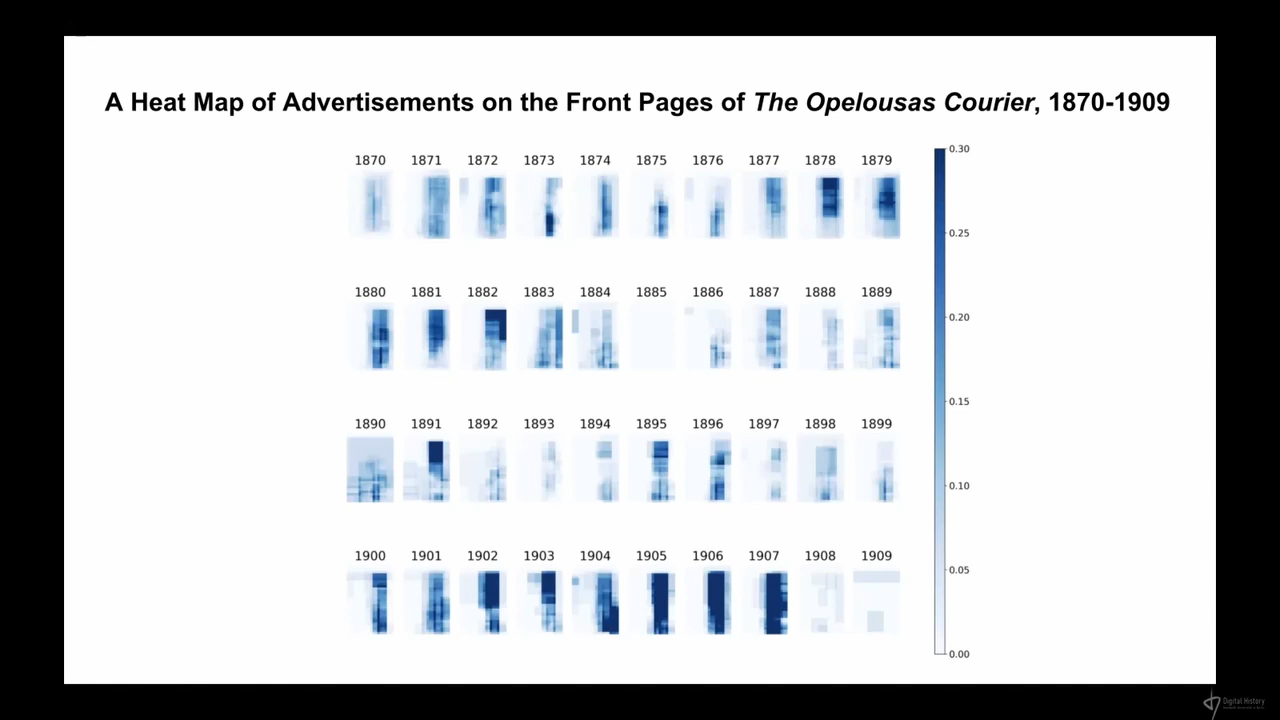 A Heat Map of Advertisements on the Front Pages of The Opelousas Courier, 1870-1909
1870 1871 1872 1873 1874 1875 1876 1877 1878 1879
1880 1881 1882 1883 1884 1885 1886 1887 1888 1889
1890 1891 1892 1893 1894 1895 1896 1897 1898 1899
1900 1901 1902 1903 1904 1905 1906 1907 1908 1909
0.30
0.25
0.20
0.15
0.10
0.05
0.00
Digital History